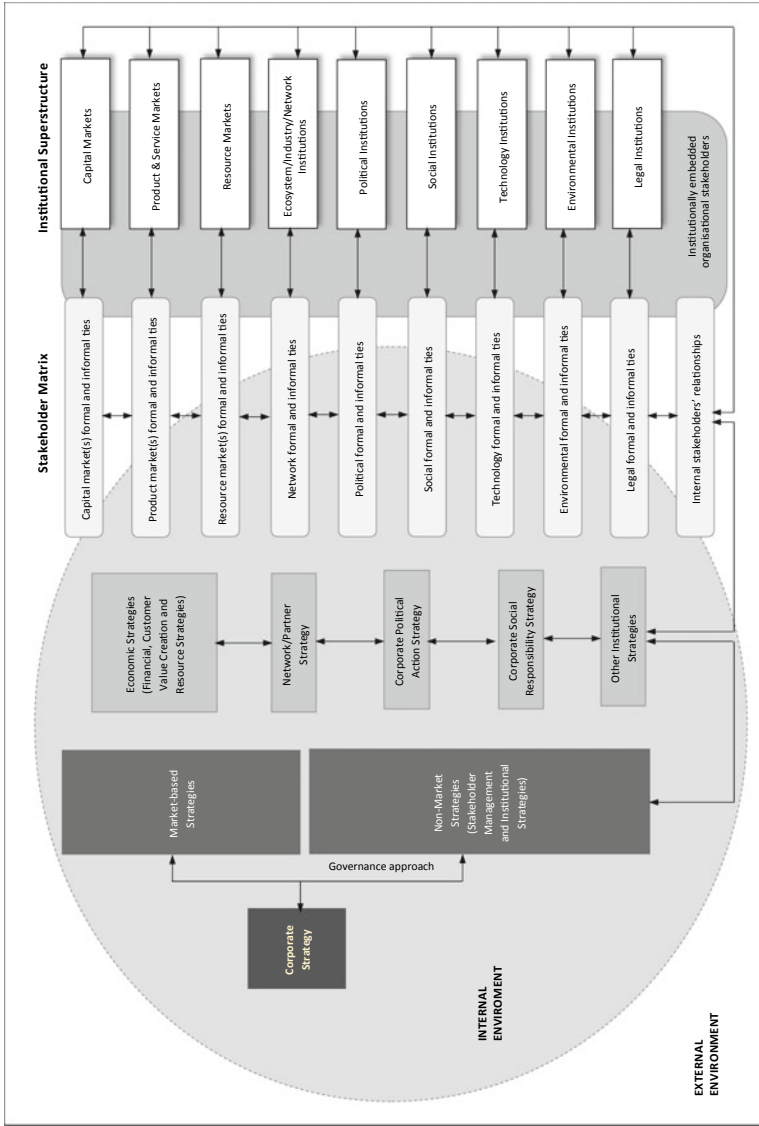 Institutional Superstructure
Capital Markets
Product & Service Markets
Resource Markets
Ecosystem/Industry/Network
Institutions
Political Institutions
Social Institutions
Technology Institutions
Environmental Institutions
Legal Institutions
Institutionally embedded
organisational stakeholders
Stakeholder Matrix
Capital market(s) formal and informal ties
Product market(s) formal and informal ties
Resource market(s) formal and informal ties
Network formal and informal ties
Political formal and informal ties
Social formal and informal ties
Technology formal and informal ties
Environmental formal and informal ties
Legal formal and informal ties
Internal stakeholders’ relationships
Economic Strategies
(Financial, Customer
Value Creation and
Resource Strategies)
Network/Partner
Strategy
Corporate Political
Action Strategy
Corporate Social
Responsibility Strategy
Other Institutional
Strategies
Market-based
Strategies
Non-Market
Strategies
(Stakeholder
Management
and Institutional
Strategies)
Governance approach
Corporate
Strategy
INTERNAL
ENVIROMENT
EXTERNAL
ENVIRONMENT